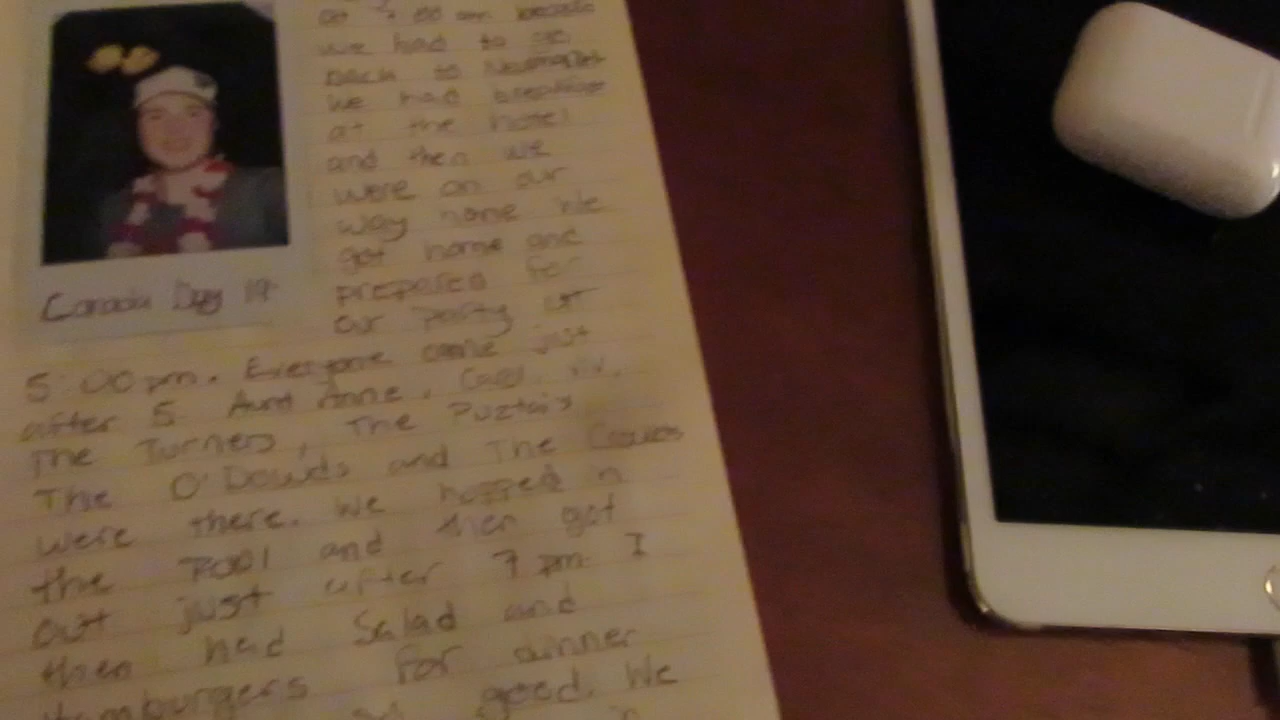 we had to go
back to Newmarket
we had breakfast
at the hotel
and then we
were on our
way home we
got home and
prepared for
our party at
Canada Day 19
5:00 pm. Everyone came just
after 5. Aunt Anne,
The Turners, The
The O'Dowds and The
were there. We hopped in
the pool and then got
out just after 7 pm I
then had Salad and
Hamburgers for dinner
good. We